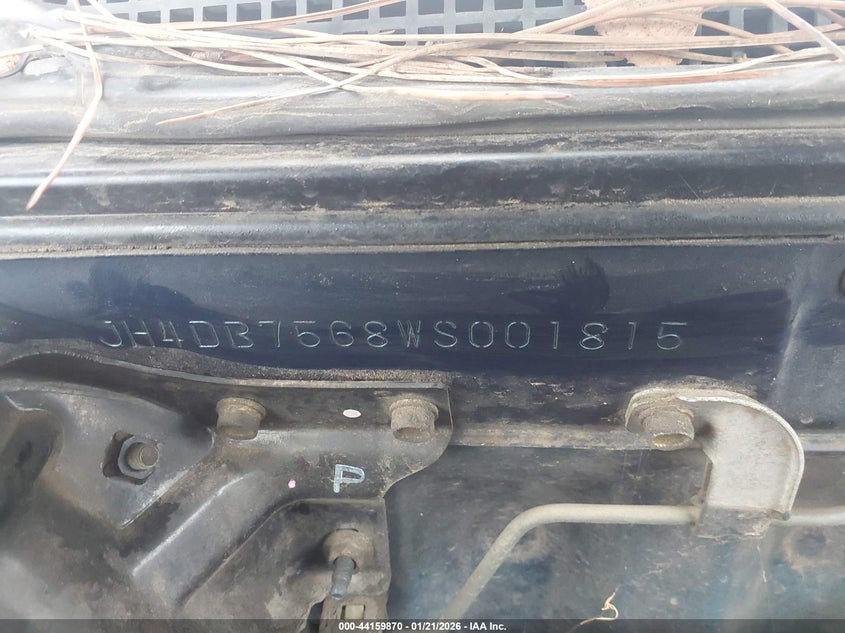 JH4DB7568WS001815
P
000-44159870 | 01/21/2026 - IAA Inc.